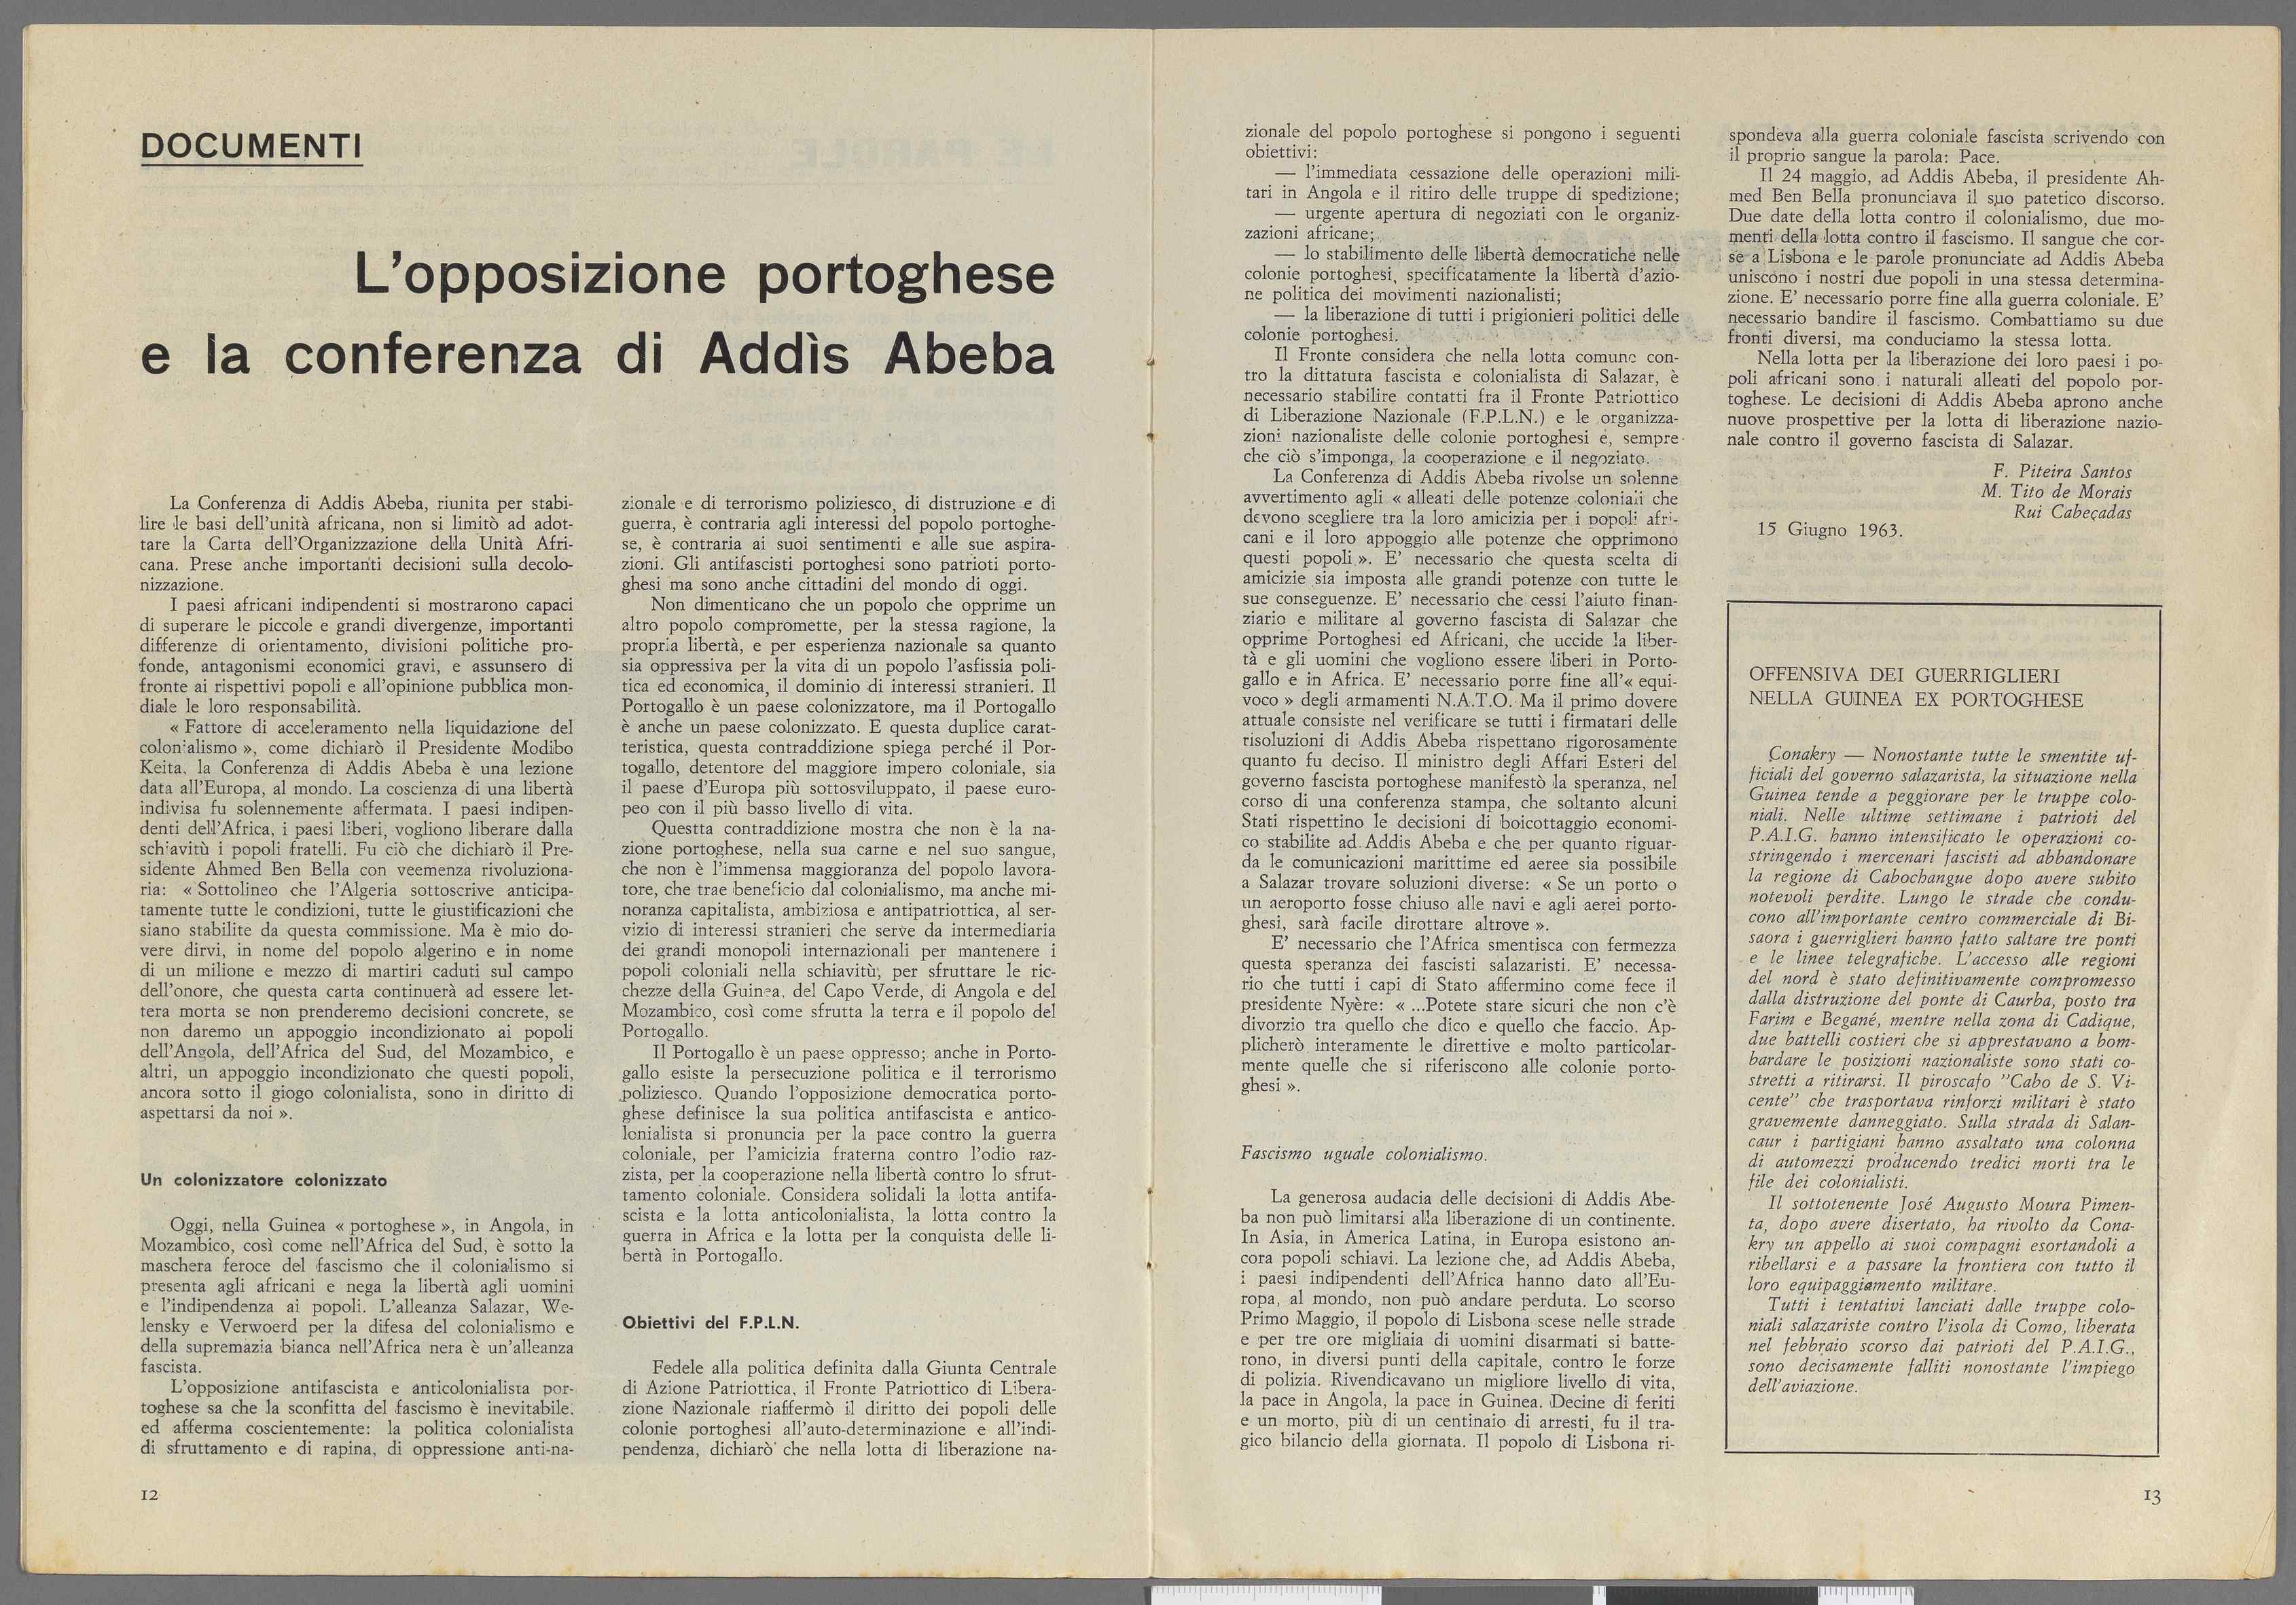 DOCUMENTI
L'opposizione portoghese
e la conferenza di Addìs Abeba
La Conferenza di Addis Abeba, riunita per stabi-
lire le basi dell'unità africana, non si limitò ad adot-
tare la Carta dell'Organizzazione della Unità Afri-
cana. Prese anche importanti decisioni sulla decolo-
nizzazione.
I paesi africani indipendenti si mostrarono capaci
di superare le piccole e grandi divergenze, importanti
differenze di orientamento, divisioni politiche pro-
fonde, antagonismi economici gravi, e assunsero di
fronte ai rispettivi popoli e all'opinione pubblica mon-
diale le loro responsabilità.
« Fattore di acceleramento nella liquidazione del
colonialismo », come dichiarò il Presidente Modibo
Keita, la Conferenza di Addis Abeba è una lezione
data all'Europa, al mondo. La coscienza di una libertà
indivisa fu solennemente affermata. I paesi indipen-
denti dell'Africa, i paesi liberi, vogliono liberare dalla
schiavitù i popoli fratelli. Fu ciò che dichiarò il Pre-
sidente Ahmed Ben Bella con veemenza rivoluziona-
ria: « Sottolineo che l'Algeria sottoscrive anticipa-
tamente tutte le condizioni, tutte le giustificazioni che
siano stabilite da questa commissione. Ma è mio do-
vere dirvi, in nome del popolo algerino e in nome
di un milione e mezzo di martiri caduti sul campo
dell'onore, che questa carta continuerà ad essere let-
tera morta se non prenderemo decisioni concrete, se
non daremo un appoggio incondizionato ai popoli
dell'Angola, dell'Africa del Sud, del Mozambico, e
altri, un appoggio incondizionato che questi popoli,
ancora sotto il giogo colonialista, sono in diritto di
aspettarsi da noi ».
Un colonizzatore colonizzato
Oggi, nella Guinea « portoghese », in Angola, in
Mozambico, così come nell'Africa del Sud, è sotto la
maschera feroce del fascismo che il colonialismo si
presenta agli africani e nega la libertà agli uomini
e l'indipendenza ai popoli. L'alleanza Salazar, We-
lensky e Verwoerd per la difesa del colonialismo e
della supremazia bianca nell'Africa nera è un'alleanza
fascista.
L'opposizione antifascista e anticolonialista por-
toghese sa che la sconfitta del fascismo è inevitabile,
ed afferma coscientemente: la politica colonialista
di sfruttamento e di rapina, di oppressione anti-na-
zionale e di terrorismo poliziesco, di distruzione e di
guerra, è contraria agli interessi del popolo portoghe-
se, è contraria ai suoi sentimenti e alle sue aspira-
zioni. Gli antifascisti portoghesi sono patrioti porto-
ghesi ma sono anche cittadini del mondo di oggi.
Non dimenticano che un popolo che opprime un
altro popolo compromette, per la stessa ragione, la
propria libertà, e per esperienza nazionale sa quanto
sia oppressiva per la vita di un popolo l'asfissia poli-
tica ed economica, il dominio di interessi stranieri. Il
Portogallo è un paese colonizzatore, ma il Portogallo
è anche un paese colonizzato. E questa duplice carat-
teristica, questa contraddizione spiega perché il Por-
togallo, detentore del maggiore impero coloniale, sia
il paese d'Europa più sottosviluppato, il paese euro-
peo con il più basso livello di vita.
Questta contraddizione mostra che non è la na-
zione portoghese, nella sua carne e nel suo sangue,
che non è l'immensa maggioranza del popolo lavora-
tore, che trae beneficio dal colonialismo, ma anche mi-
noranza capitalista, ambiziosa e antipatriottica, al ser-
vizio di interessi stranieri che serve da intermediaria
dei grandi monopoli internazionali per mantenere i
popoli coloniali nella schiavitù, per sfruttare le ric-
chezze della Guinea, del Capo Verde, di Angola e del
Mozambico, così come sfrutta la terra e il popolo del
Portogallo.
Il Portogallo è un paese oppresso; anche in Porto-
gallo esiste la persecuzione politica e il terrorismo
poliziesco. Quando l'opposizione democratica porto-
ghese definisce la sua politica antifascista e antico-
lonialista si pronuncia per la pace contro la guerra
coloniale, per l'amicizia fraterna contro l'odio raz-
zista, per la cooperazione nella libertà contro lo sfrut-
tamento coloniale. Considera solidali la lotta antifa-
scista e la lotta anticolonialista, la lotta contro la
guerra in Africa e la lotta per la conquista delle li-
bertà in Portogallo.
Obiettivi del F.P.L.N.
Fedele alla politica definita dalla Giunta Centrale
di Azione Patriottica, il Fronte Patriottico di Libera-
zione Nazionale riaffermò il diritto dei popoli delle
colonie portoghesi all'auto-determinazione e all'indi-
pendenza, dichiarò che nella lotta di liberazione na-
12
zionale del popolo portoghese si pongono i seguenti
obiettivi:
— l'immediata cessazione delle operazioni mili-
tari in Angola e il ritiro delle truppe di spedizione;
— urgente apertura di negoziati con le organiz-
zazioni africane;
— lo stabilimento delle libertà democratiche nelle
colonie portoghesi, specificatamente la libertà d'azio-
ne politica dei movimenti nazionalisti;
— la liberazione di tutti i prigionieri politici delle
colonie portoghesi.
Il Fronte considera che nella lotta comune con-
tro la dittatura fascista e colonialista di Salazar, è
necessario stabilire contatti fra il Fronte Patriottico
di Liberazione Nazionale (F.P.L.N.) e le organizza-
zioni nazionaliste delle colonie portoghesi e, sempre
che ciò s'imponga, la cooperazione e il negoziato.
La Conferenza di Addis Abeba rivolse un solenne
avvertimento agli « alleati delle potenze coloniali che
devono scegliere tra la loro amicizia per i popoli afri-
cani e il loro appoggio alle potenze che opprimono
questi popoli ». E' necessario che questa scelta di
amicizie sia imposta alle grandi potenze con tutte le
sue conseguenze. E' necessario che cessi l'aiuto finan-
ziario e militare al governo fascista di Salazar che
opprime Portoghesi ed Africani, che uccide la liber-
tà e gli uomini che vogliono essere liberi in Porto-
gallo e in Africa. E' necessario porre fine all'« equi-
voco » degli armamenti N.A.T.O. Ma il primo dovere
attuale consiste nel verificare se tutti i firmatari delle
risoluzioni di Addis Abeba rispettano rigorosamente
quanto fu deciso. Il ministro degli Affari Esteri del
governo fascista portoghese manifestò la speranza, nel
corso di una conferenza stampa, che soltanto alcuni
Stati rispettino le decisioni di boicottaggio economi-
co stabilite ad Addis Abeba e che per quanto riguar-
da le comunicazioni marittime ed aeree sia possibile
a Salazar trovare soluzioni diverse: « Se un porto o
un aeroporto fosse chiuso alle navi e agli aerei porto-
ghesi, sarà facile dirottare altrove ».
E' necessario che l'Africa smentisca con fermezza
questa speranza dei fascisti salazaristi. E' necessa-
rio che tutti i capi di Stato affermino come fece il
presidente Nyère: « ...Potete stare sicuri che non c'è
divorzio tra quello che dico e quello che faccio. Ap-
plicherò interamente le direttive e molto particolar-
mente quelle che si riferiscono alle colonie porto-
ghesi ».
Fascismo uguale colonialismo.
La generosa audacia delle decisioni di Addis Abe-
ba non può limitarsi alla liberazione di un continente.
In Asia, in America Latina, in Europa esistono an-
cora popoli schiavi. La lezione che, ad Addis Abeba,
i paesi indipendenti dell'Africa hanno dato all'Eu-
ropa, al mondo, non può andare perduta. Lo scorso
Primo Maggio, il popolo di Lisbona scese nelle strade
e per tre ore migliaia di uomini disarmati si batte-
rono, in diversi punti della capitale, contro le forze
di polizia. Rivendicavano un migliore livello di vita,
la pace in Angola, la pace in Guinea. Decine di feriti
e un morto, più di un centinaio di arresti, fu il tra-
gico bilancio della giornata. Il popolo di Lisbona ri-
spondeva alla guerra coloniale fascista scrivendo con
il proprio sangue la parola: Pace.
Il 24 maggio, ad Addis Abeba, il presidente Ah-
med Ben Bella pronunciava il suo patetico discorso.
Due date della lotta contro il colonialismo, due mo-
menti della lotta contro il fascismo. Il sangue che cor-
se a Lisbona e le parole pronunciate ad Addis Abeba
uniscono i nostri due popoli in una stessa determina-
zione. E' necessario porre fine alla guerra coloniale. E'
necessario bandire il fascismo. Combattiamo su due
fronti diversi, ma conduciamo la stessa lotta.
Nella lotta per la liberazione dei loro paesi i po-
poli africani sono i naturali alleati del popolo por-
toghese. Le decisioni di Addis Abeba aprono anche
nuove prospettive per la lotta di liberazione nazio-
nale contro il governo fascista di Salazar.
F. Piteira Santos
M. Tito de Morais
Rui Cabeçadas
15 Giugno 1963.
OFFENSIVA DEI GUERRIGLIERI
NELLA GUINEA EX PORTOGHESE
Conakry — Nonostante tutte le smentite uf-
ficiali del governo salazarista, la situazione nella
Guinea tende a peggiorare per le truppe colo-
niali. Nelle ultime settimane i patrioti del
P.A.I.G. hanno intensificato le operazioni co-
stringendo i mercenari fascisti ad abbandonare
la regione di Cabochangue dopo avere subito
notevoli perdite. Lungo le strade che condu-
cono all'importante centro commerciale di Bi-
saora i guerriglieri hanno fatto saltare tre ponti
e le linee telegrafiche. L'accesso alle regioni
del nord è stato definitivamente compromesso
dalla distruzione del ponte di Caurba, posto tra
Farim e Begané, mentre nella zona di Cadique,
due battelli costieri che si apprestavano a bom-
bardare le posizioni nazionaliste sono stati co-
stretti a ritirarsi. Il piroscafo "Cabo de S. Vi-
cente" che trasportava rinforzi militari è stato
gravemente danneggiato. Sulla strada di Salan-
caur i partigiani hanno assaltato una colonna
di automezzi producendo tredici morti tra le
file dei colonialisti.
Il sottotenente José Augusto Moura Pimen-
ta, dopo avere disertato, ha rivolto da Cona-
kry un appello ai suoi compagni esortandoli a
ribellarsi e a passare la frontiera con tutto il
loro equipaggiamento militare.
Tutti i tentativi lanciati dalle truppe colo-
niali salazariste contro l'isola di Como, liberata
nel febbraio scorso dai patrioti del P.A.I.G.,
sono decisamente falliti nonostante l'impiego
dell'aviazione.
13